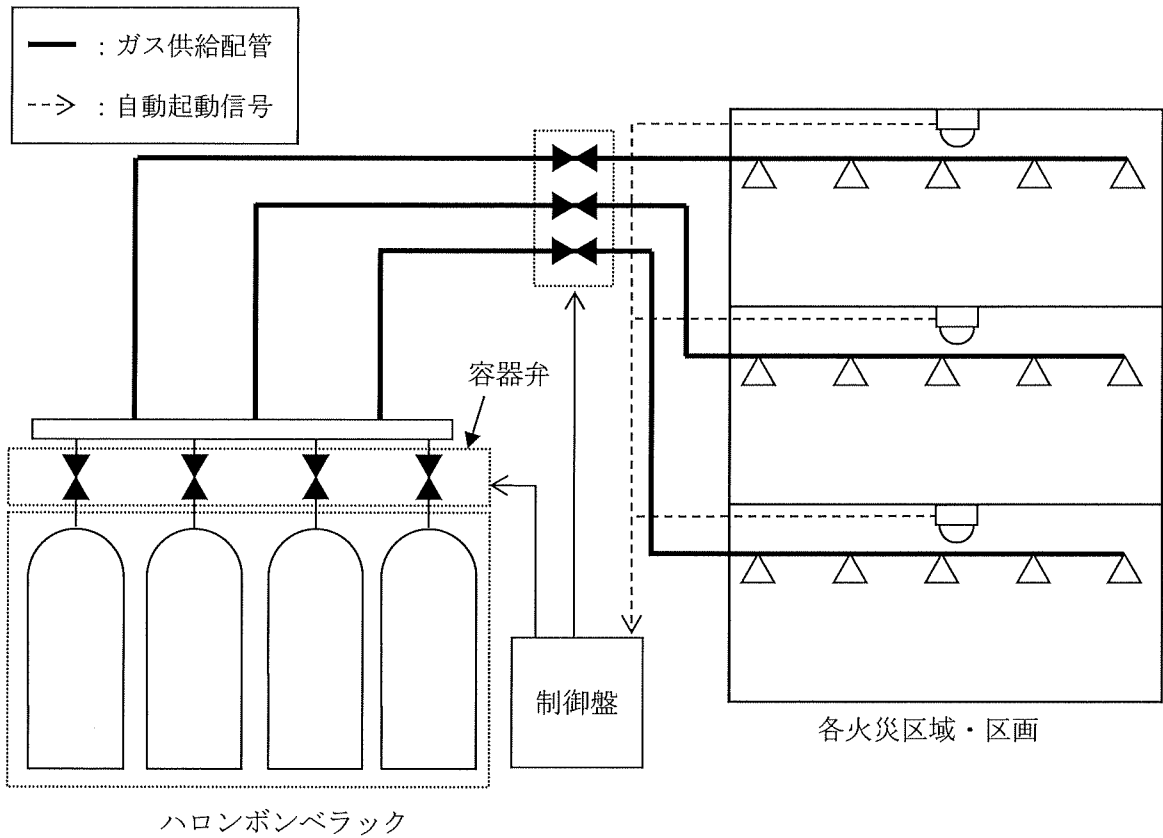 ：ガス供給配管
：自動起動信号
容器弁
制御盤
各火災区域・区画
ハロンボンベラック